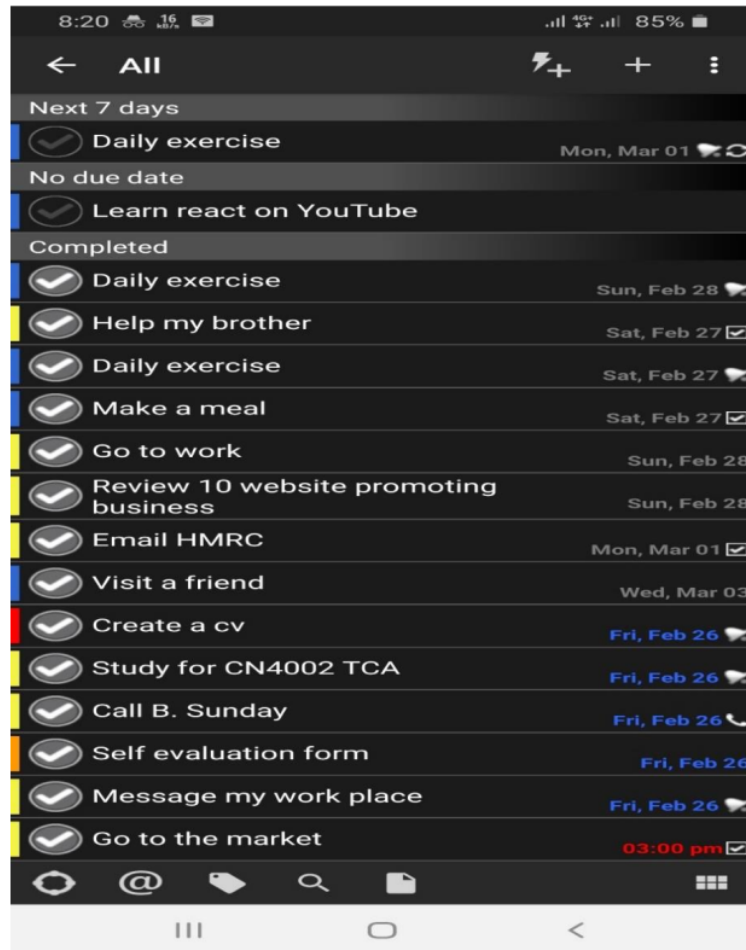 8:20 16 kB/s 4G+ 85%
All
Next 7 days
Daily exercise
Mon, Mar 01
No due date
Learn react on YouTube
Completed
Daily exercise
Sun, Feb 28
Help my brother
Sat, Feb 27
Daily exercise
Sat, Feb 27
Make a meal
Sat, Feb 27
Go to work
Sun, Feb 28
Review 10 website promoting
business
Sun, Feb 28
Email HMRC
Mon, Mar 01
Visit a friend
Wed, Mar 03
Create a cv
Fri, Feb 26
Study for CN4002 TCA
Fri, Feb 26
Call B. Sunday
Fri, Feb 26
Self evaluation form
Fri, Feb 26
Message my work place
Fri, Feb 26
Go to the market
03:00 pm